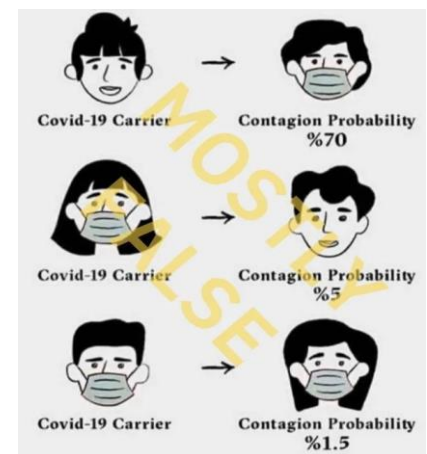 Covid-19 Carrier
Contagion Probability
%70
Covid-19 Carrier
Contagion Probability
%5
Covid-19 Carrier
Contagion Probability
%1.5
MOSTLY
FALSE